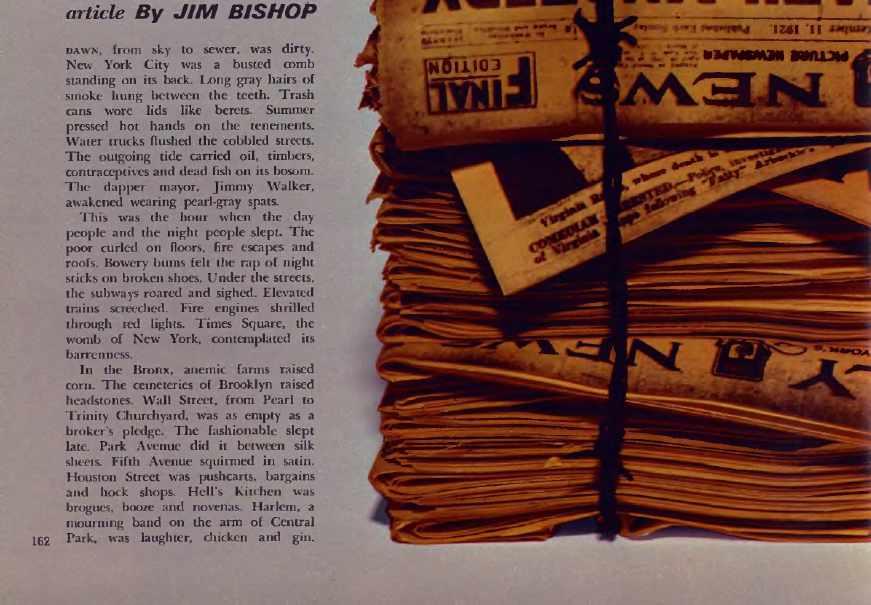 article By JIM BISHOP
DAWN, from sky to sewer, was dirty.
New York City was a busted comb
standing on its back. Long gray hairs of
smoke hung between the teeth. Trash
cans wore lids like berets. Summer
pressed hot hands on the tenements.
Water trucks flushed the cobbled streets.
The outgoing tide carried oil, timbers,
contraceptives and dead fish on its bosom.
The dapper mayor, Jimmy Walker,
awakened wearing pearl-gray spats.
This was the hour when the day
people and the night people slept. The
poor curled on floors, fire escapes and
roofs. Bowery bums felt the rap of night
sticks on broken shoes. Under the streets,
the subways roared and sighed. Elevated
trains screeched. Fire engines shrilled
through red lights. Times Square, the
womb of New York, contemplated its
barrenness.
In the Bronx, anemic farms raised
corn. The cemeteries of Brooklyn raised
headstones. Wall Street, from Pearl to
Trinity Churchyard, was as empty as a
broker's pledge. The fashionable slept
late. Park Avenue did it between silk
sheets. Fifth Avenue squirmed in satin.
Houston Street was pushcarts, bargains
and hock shops. Hell's Kitchen was
brogues, booze and novenas. Harlem, a
mourning band on the arm of Central
Park, was laughter, chicken and gin.
162
11, 1921.
PICTURE NEWSPAPER
NEWS
FINAL
EDITION
Virginia whose death is
COMEDIAN Police
of Virginia following "Fatty"
NEWS
YORK'S